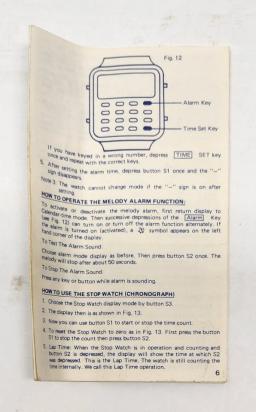 Fig. 12
Alarm Key
Time Set Key
If you have keyed in a wrong number, depress TIME SET key
once and repeat with the correct keys.
5. After setting the alarm time, depress button S1 once and the "–"
sign disappears.
Note 3: The watch cannot change mode if the "–" sign is on after
setting.
HOW TO OPERATE THE MELODY ALARM FUNCTION:
To activate or deactivate the melody alarm, first return display to
Calendar-time mode. Then successive depressions of the Alarm Key
(see Fig. 12) can turn on or turn off the alarm function alternately. If
the alarm is turned on (activated), a symbol appears on the left
hand corner of the display.
To Test The Alarm Sound:
Choose alarm mode display as before. Then press button S2 once. The
melody will stop after about 50 seconds.
To Stop The Alarm Sound:
Press any key or button while alarm is sounding.
HOW TO USE THE STOP WATCH (CHRONOGRAPH)
1. Choose the Stop Watch display mode by button S3.
2. The display then is as shown in Fig. 13.
3. Now you can use button S1 to start or stop the time count.
4. To reset the Stop Watch to zero as in Fig. 13. First press the button
S1 to stop the count then press button S2.
5. Lap Time: When the Stop Watch is in operation and counting and
button S2 is depressed, the display will show the time at which S2
was depressed. This is the Lap Time. The watch is still counting the
time internally. We call this Lap Time operation.
6